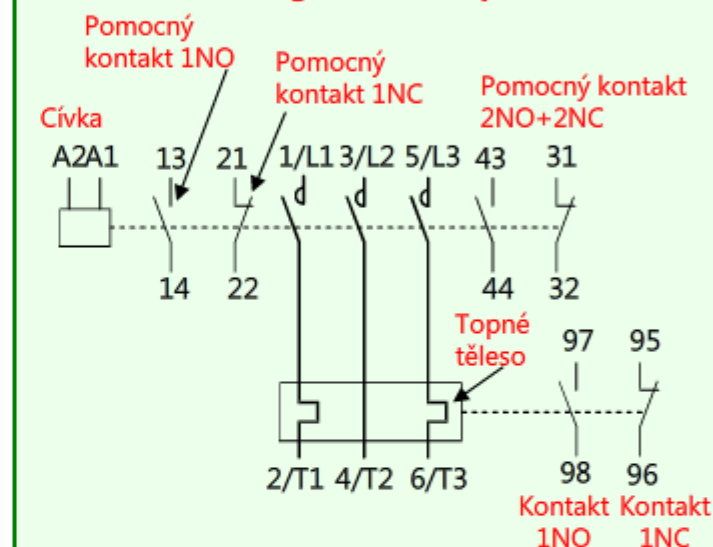 Pomocný
kontakt 1NO
Pomocný
kontakt 1NC
Pomocný kontakt
2NO+2NC
Cívka
A2A1 13 21 1/L1 3/L2 5/L3 43 31
14 22 44 32
Topné
těleso
97 95
2/T1 4/T2 6/T3
98 96
Kontakt Kontakt
1NO 1NC